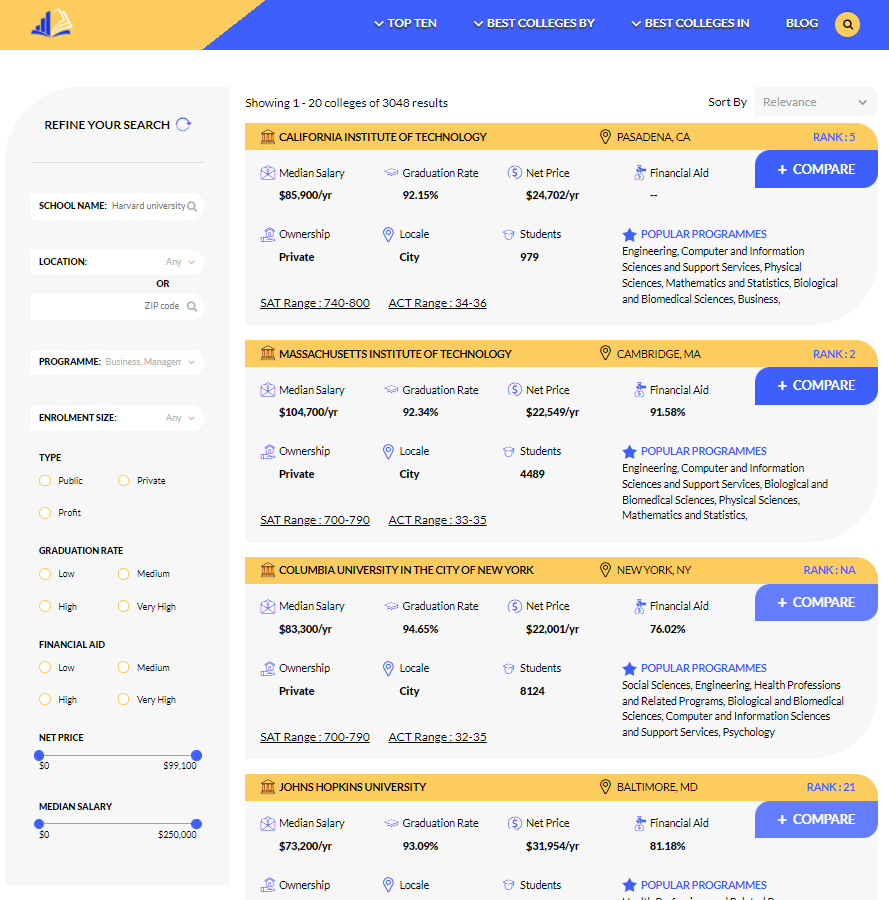 TOP TEN BEST COLLEGES BY BEST COLLEGES IN BLOG
REFINE YOUR SEARCH
SCHOOL NAME: Harvard university
LOCATION: Any
OR
ZIP code
PROGRAMME: Business, Managem
ENROLMENT SIZE: Any
TYPE
Public Private
Profit
GRADUATION RATE
Low Medium
High Very High
FINANCIAL AID
Low Medium
High Very High
NET PRICE
$0 $99,100
MEDIAN SALARY
$0 $250,000
Showing 1 - 20 colleges of 3048 results Sort By Relevance
CALIFORNIA INSTITUTE OF TECHNOLOGY PASADENA, CA RANK : 5
+ COMPARE
Median Salary Graduation Rate Net Price Financial Aid
$85,900/yr 92.15% $24,702/yr --
Ownership Locale Students POPULAR PROGRAMMES
Private City 979
Engineering, Computer and Information
Sciences and Support Services, Physical
Sciences, Mathematics and Statistics, Biological
and Biomedical Sciences, Business,
SAT Range : 740-800 ACT Range : 34-36
MASSACHUSETTS INSTITUTE OF TECHNOLOGY CAMBRIDGE, MA RANK : 2
+ COMPARE
Median Salary Graduation Rate Net Price Financial Aid
$104,700/yr 92.34% $22,549/yr 91.58%
Ownership Locale Students POPULAR PROGRAMMES
Private City 4489
Engineering, Computer and Information
Sciences and Support Services, Biological and
Biomedical Sciences, Physical Sciences,
Mathematics and Statistics,
SAT Range : 700-790 ACT Range : 33-35
COLUMBIA UNIVERSITY IN THE CITY OF NEW YORK NEW YORK, NY RANK : NA
+ COMPARE
Median Salary Graduation Rate Net Price Financial Aid
$83,300/yr 94.65% $22,001/yr 76.02%
Ownership Locale Students POPULAR PROGRAMMES
Private City 8124
Social Sciences, Engineering, Health Professions
and Related Programs, Biological and Biomedical
Sciences, Computer and Information Sciences
and Support Services, Psychology
SAT Range : 700-790 ACT Range : 32-35
JOHNS HOPKINS UNIVERSITY BALTIMORE, MD RANK : 21
+ COMPARE
Median Salary Graduation Rate Net Price Financial Aid
$73,200/yr 93.09% $31,954/yr 81.18%
Ownership Locale Students POPULAR PROGRAMMES